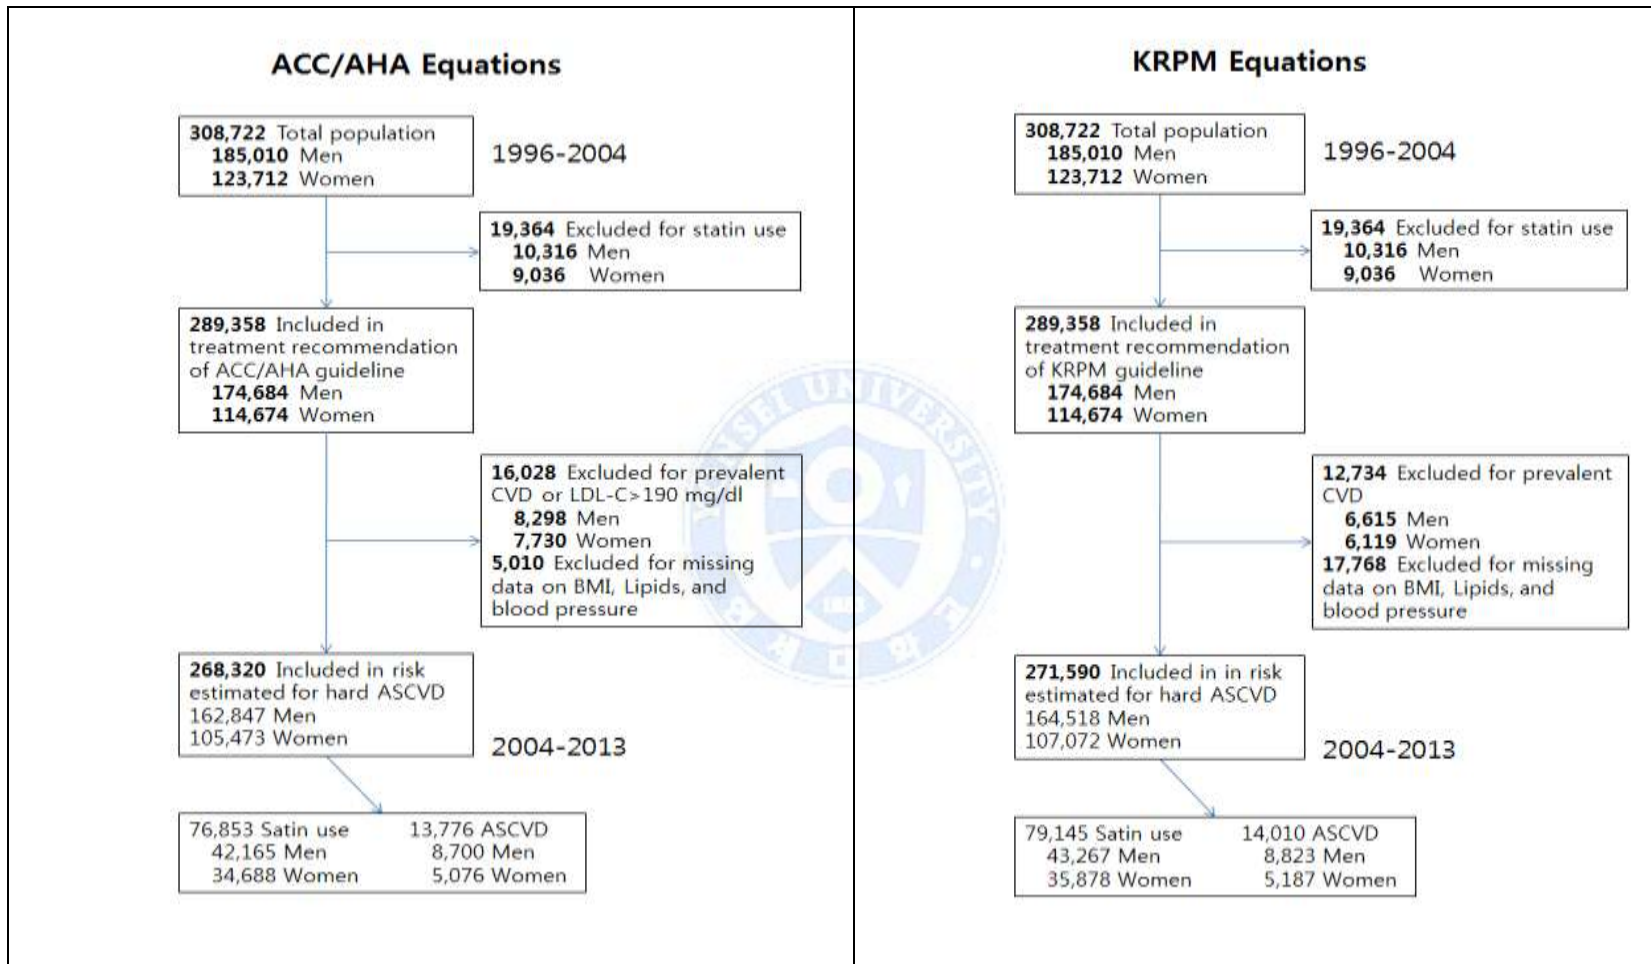 ACC/AHA Equations
308,722 Total population
185,010 Men
123,712 Women
1996-2004
19,364 Excluded for statin use
10,316 Men
9,036 Women
289,358 Included in
treatment recommendation
of ACC/AHA guideline
174,684 Men
114,674 Women
16,028 Excluded for prevalent
CVD or LDL-C>190 mg/dl
8,298 Men
7,730 Women
5,010 Excluded for missing
data on BMI, Lipids, and
blood pressure
268,320 Included in risk
estimated for hard ASCVD
162,847 Men
105,473 Women
2004-2013
76,853 Satin use 13,776 ASCVD
42,165 Men 8,700 Men
34,688 Women 5,076 Women
KRPM Equations
308,722 Total population
185,010 Men
123,712 Women
1996-2004
19,364 Excluded for statin use
10,316 Men
9,036 Women
289,358 Included in
treatment recommendation
of KRPM guideline
174,684 Men
114,674 Women
12,734 Excluded for prevalent
CVD
6,615 Men
6,119 Women
17,768 Excluded for missing
data on BMI, Lipids, and
blood pressure
271,590 Included in in risk
estimated for hard ASCVD
164,518 Men
107,072 Women
2004-2013
79,145 Satin use 14,010 ASCVD
43,267 Men 8,823 Men
35,878 Women 5,187 Women
YONSEI UNIVERSITY